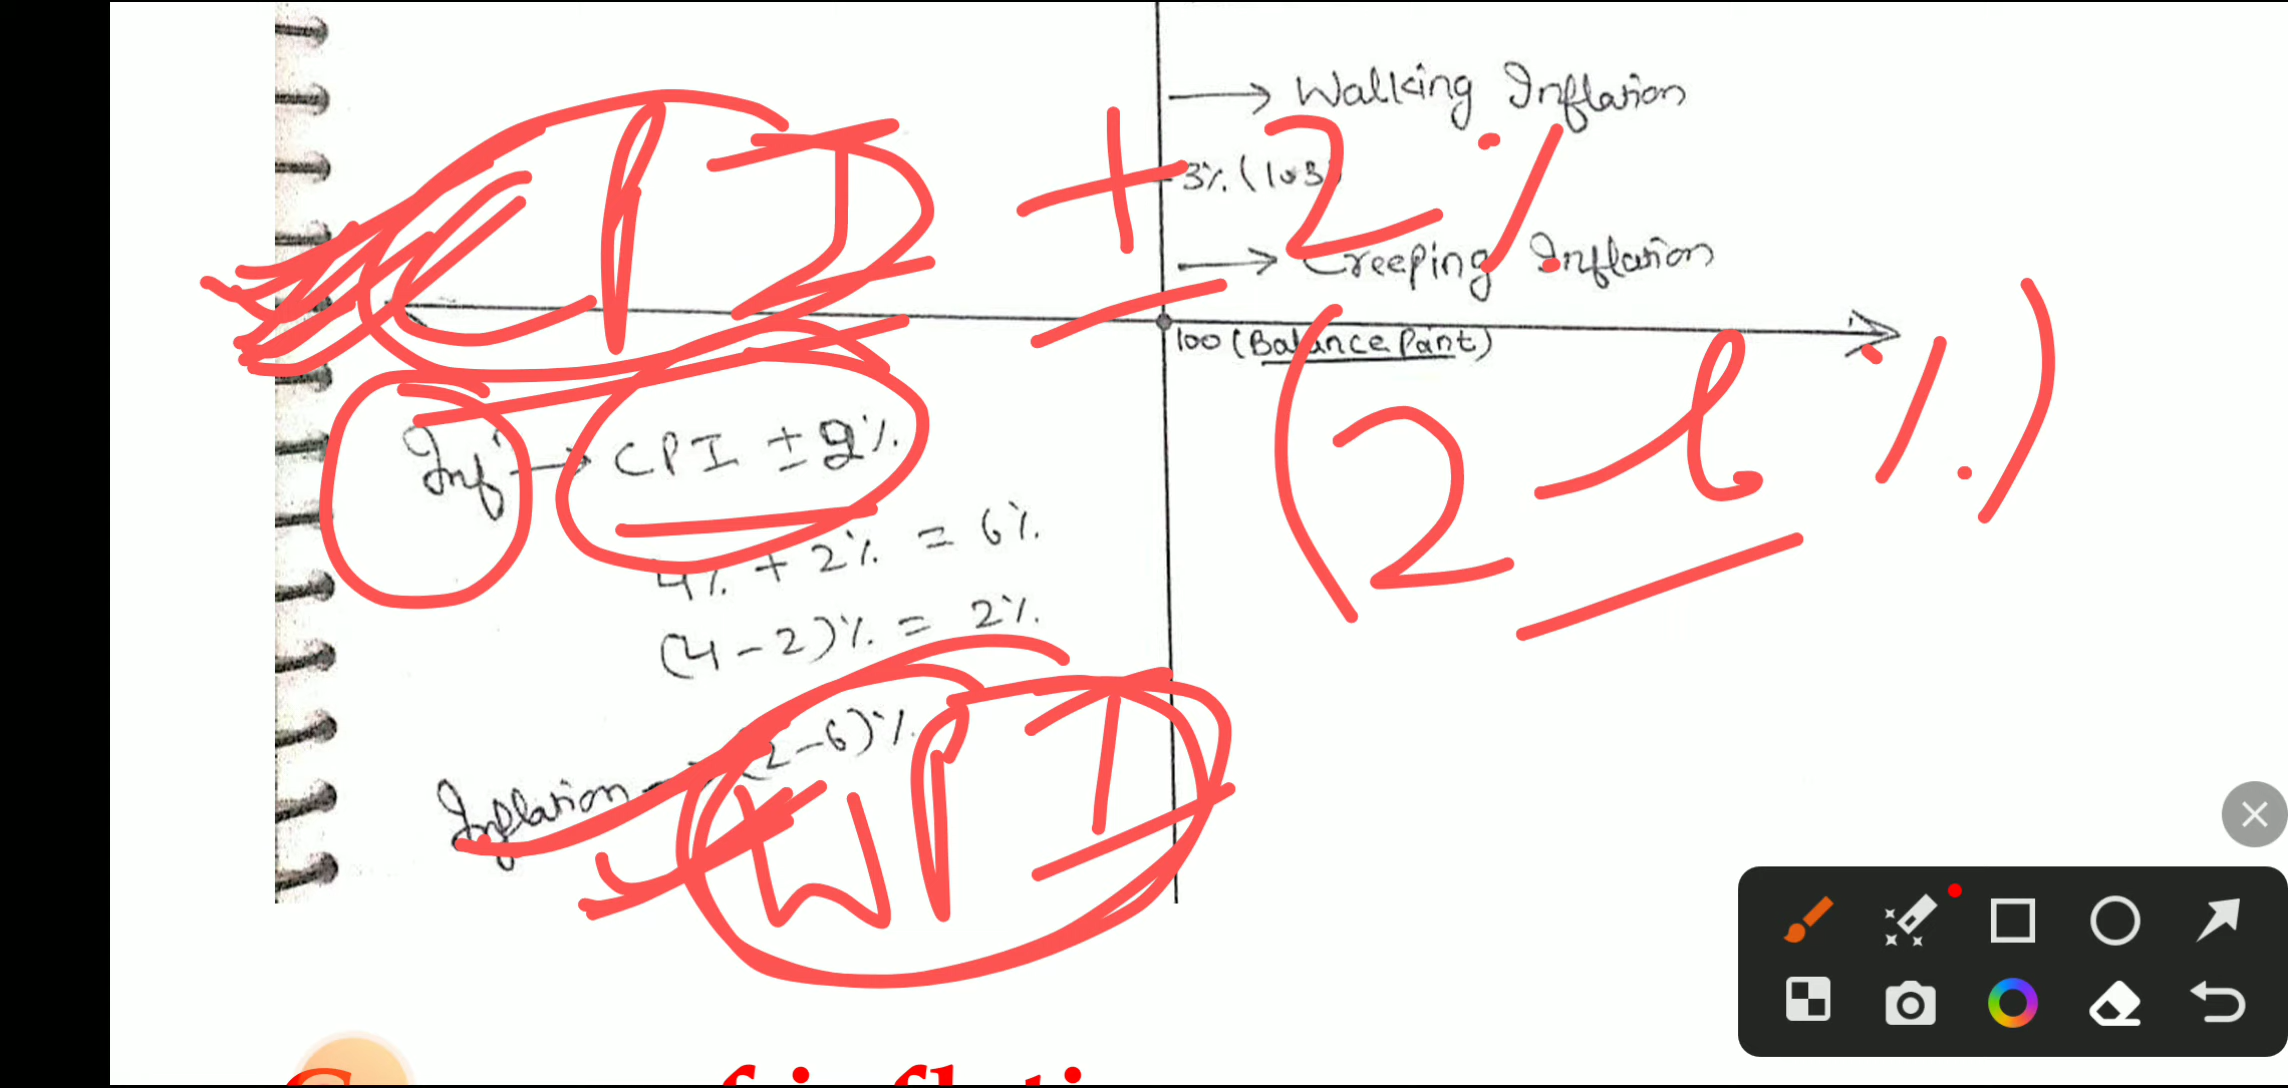 → Walking Inflation
CPI ± 2%
3% (103)
→ Creeping Inflation
100 (Balance Point)
Inf → CPI ± 2%
(2-6%)
4% + 2% = 6%
(4-2)% = 2%
Inflation → (2-6)%
WPI